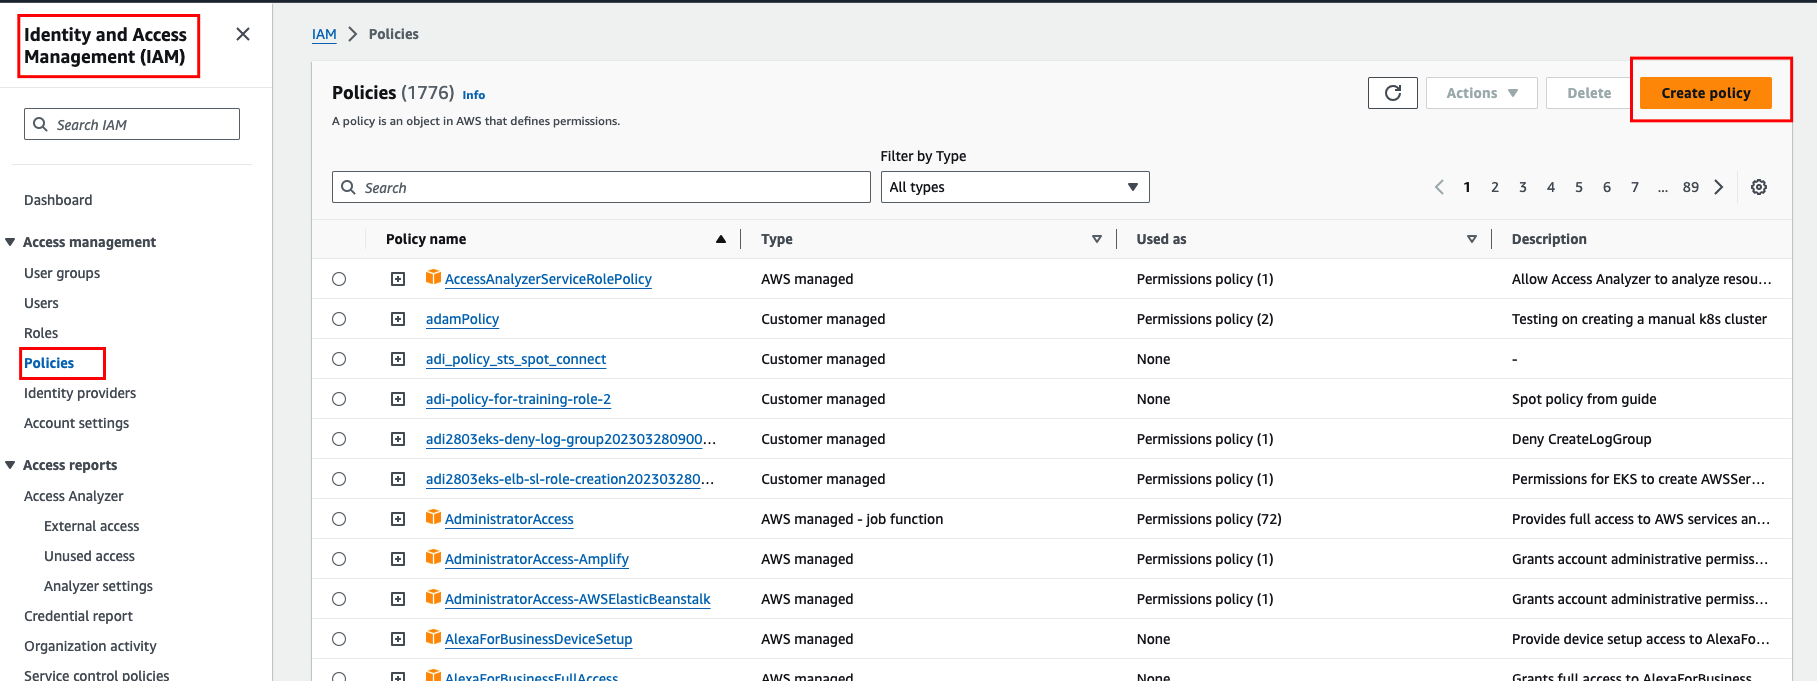 Identity and Access
Management (IAM)
Search IAM
Dashboard
Access management
User groups
Users
Roles
Policies
Identity providers
Account settings
Access reports
Access Analyzer
External access
Unused access
Analyzer settings
Credential report
Organization activity
Service control policies
IAM > Policies
Policies (1776) Info
A policy is an object in AWS that defines permissions.
Actions Delete Create policy
Filter by Type
Search All types 1 2 3 4 5 6 7 ... 89
Policy name Type Used as Description
AccessAnalyzerServiceRolePolicy AWS managed Permissions policy (1) Allow Access Analyzer to analyze resou...
adamPolicy Customer managed Permissions policy (2) Testing on creating a manual k8s cluster
adi_policy_sts_spot_connect Customer managed None -
adi-policy-for-training-role-2 Customer managed None Spot policy from guide
adi2803eks-deny-log-group202303280900... Customer managed Permissions policy (1) Deny CreateLogGroup
adi2803eks-elb-sl-role-creation202303280... Customer managed Permissions policy (1) Permissions for EKS to create AWSSer...
AdministratorAccess AWS managed - job function Permissions policy (72) Provides full access to AWS services an...
AdministratorAccess-Amplify AWS managed Permissions policy (1) Grants account administrative permiss...
AdministratorAccess-AWSElasticBeanstalk AWS managed Permissions policy (1) Grants account administrative permiss...
AlexaForBusinessDeviceSetup AWS managed None Provide device setup access to AlexaFo...
AlexaForBusinessFullAccess AWS managed None Grants full access to AlexaForBusiness